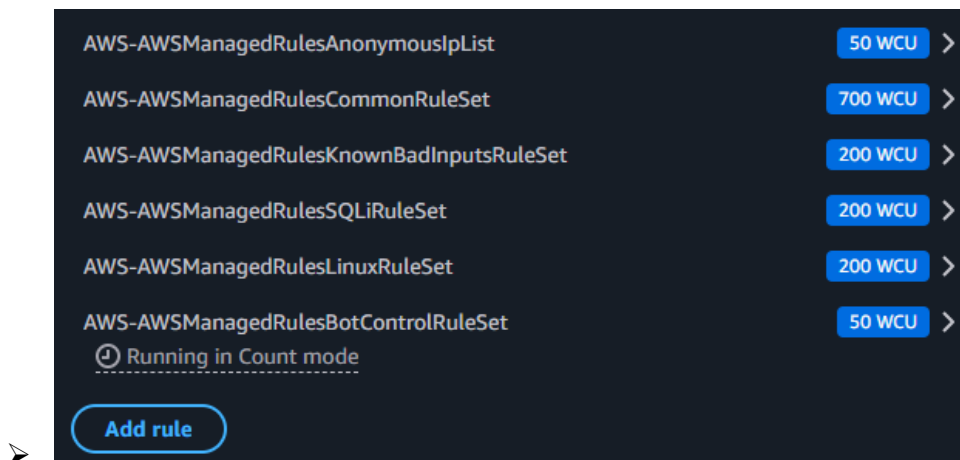 AWS-AWSManagedRulesAnonymousIpList 50 WCU
AWS-AWSManagedRulesCommonRuleSet 700 WCU
AWS-AWSManagedRulesKnownBadInputsRuleSet 200 WCU
AWS-AWSManagedRulesSQLiRuleSet 200 WCU
AWS-AWSManagedRulesLinuxRuleSet 200 WCU
AWS-AWSManagedRulesBotControlRuleSet 50 WCU
Running in Count mode
Add rule